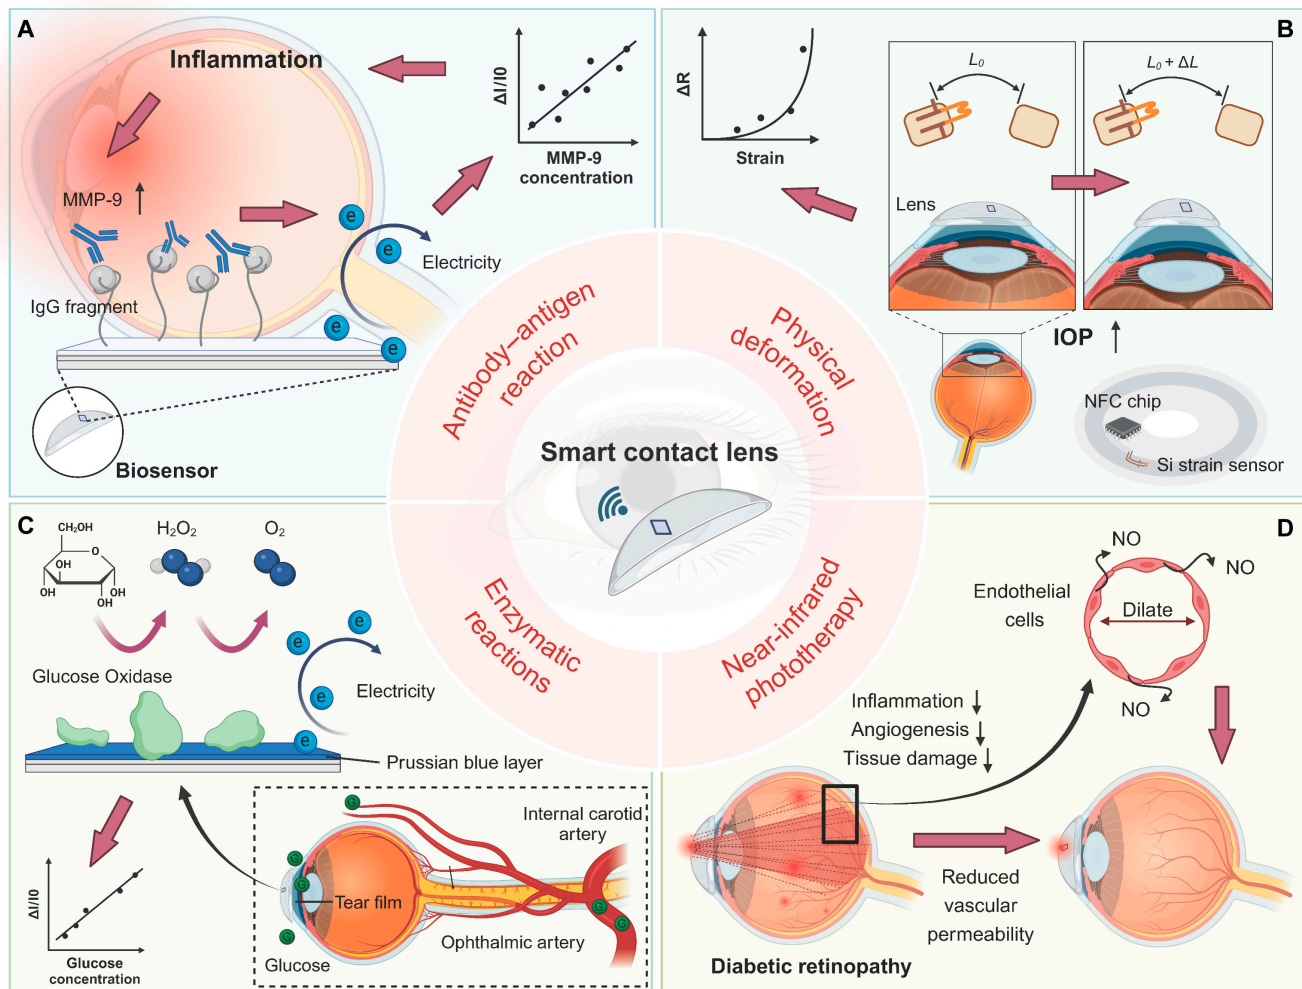 A
Inflammation
MMP-9
IgG fragment
e
e
e
e
Electricity
ΔI/I0
MMP-9
concentration
Biosensor
B
ΔR
Strain
L₀
L₀ + ΔL
Lens
IOP
NFC chip
Si strain sensor
Antibody–antigen
reaction
Physical
deformation
Smart contact lens
Enzymatic
reactions
Near-infrared
phototherapy
C
CH₂OH
O
OH
OH
OH
OH
H₂O₂
O₂
Glucose Oxidase
e
e
e
e
Electricity
Prussian blue layer
ΔI/I0
Glucose
concentration
G
G
G
G
G
G
Internal carotid
artery
Tear film
Ophthalmic artery
Glucose
D
NO
NO
NO
Endothelial
cells
Dilate
Inflammation
Angiogenesis
Tissue damage
Reduced
vascular
permeability
Diabetic retinopathy